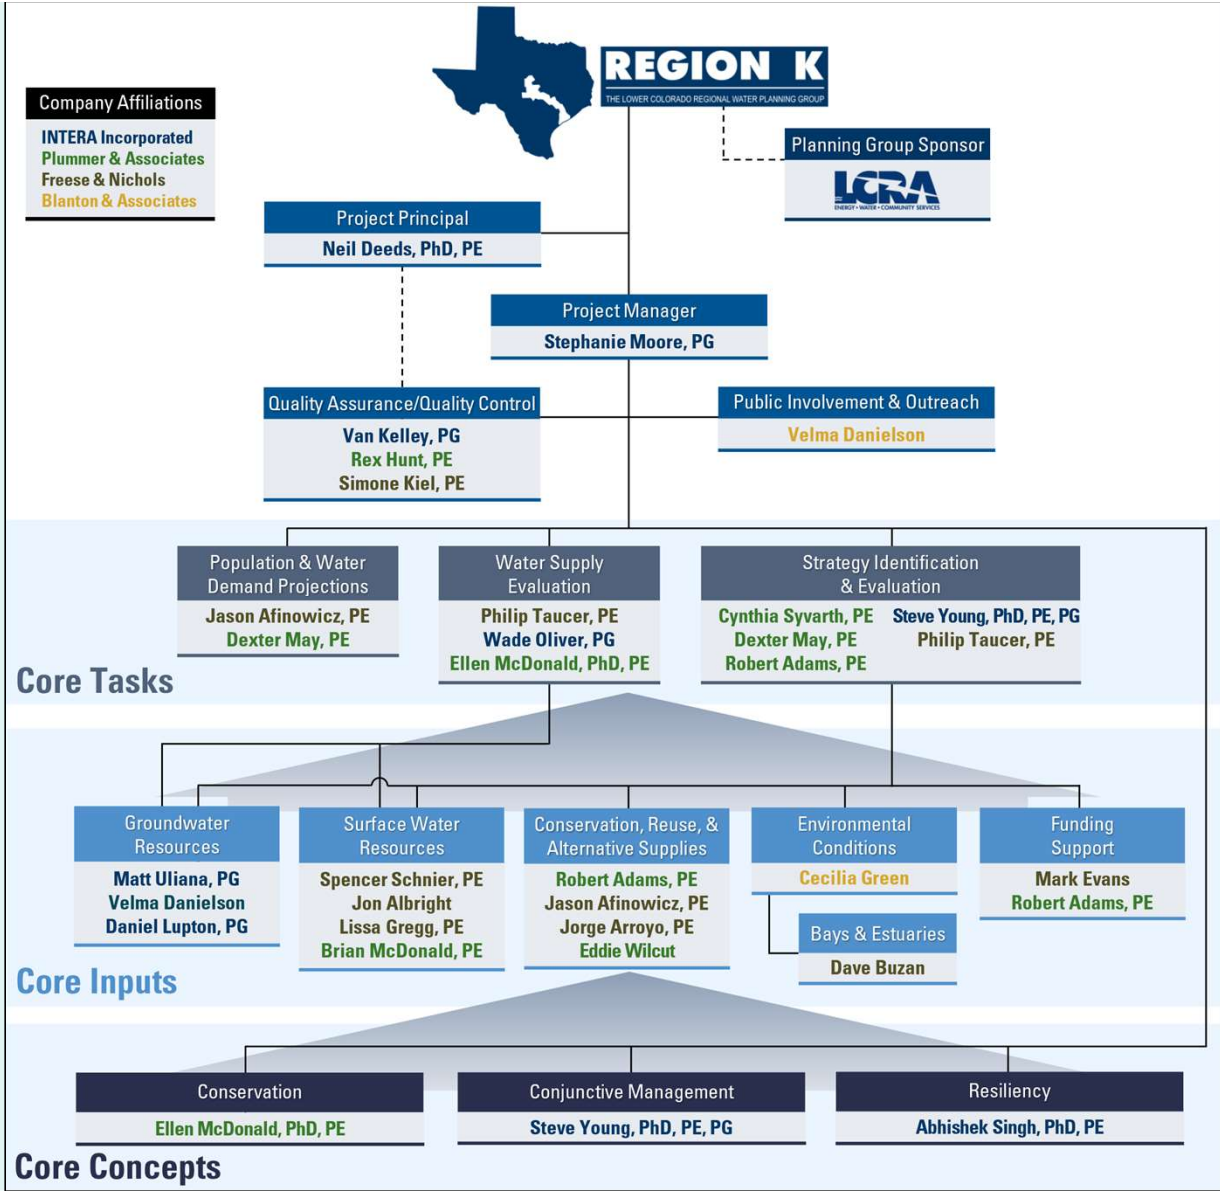 REGION K
THE LOWER COLORADO REGIONAL WATER PLANNING GROUP
Company Affiliations
INTERA Incorporated
Plummer & Associates
Freese & Nichols
Blanton & Associates
Planning Group Sponsor
LCRA
ENERGY • WATER • COMMUNITY SERVICES
Project Principal
Neil Deeds, PhD, PE
Project Manager
Stephanie Moore, PG
Quality Assurance/Quality Control
Van Kelley, PG
Rex Hunt, PE
Simone Kiel, PE
Public Involvement & Outreach
Velma Danielson
Population & Water
Demand Projections
Jason Afinowicz, PE
Dexter May, PE
Water Supply
Evaluation
Philip Taucer, PE
Wade Oliver, PG
Ellen McDonald, PhD, PE
Strategy Identification
& Evaluation
Cynthia Syvarth, PE
Dexter May, PE
Robert Adams, PE
Steve Young, PhD, PE, PG
Philip Taucer, PE
Core Tasks
Groundwater
Resources
Matt Uliana, PG
Velma Danielson
Daniel Lupton, PG
Surface Water
Resources
Spencer Schnier, PE
Jon Albright
Lissa Gregg, PE
Brian McDonald, PE
Conservation, Reuse, &
Alternative Supplies
Robert Adams, PE
Jason Afinowicz, PE
Jorge Arroyo, PE
Eddie Wilcut
Environmental
Conditions
Cecilia Green
Bays & Estuaries
Dave Buzan
Funding
Support
Mark Evans
Robert Adams, PE
Core Inputs
Conservation
Ellen McDonald, PhD, PE
Conjunctive Management
Steve Young, PhD, PE, PG
Resiliency
Abhishek Singh, PhD, PE
Core Concepts